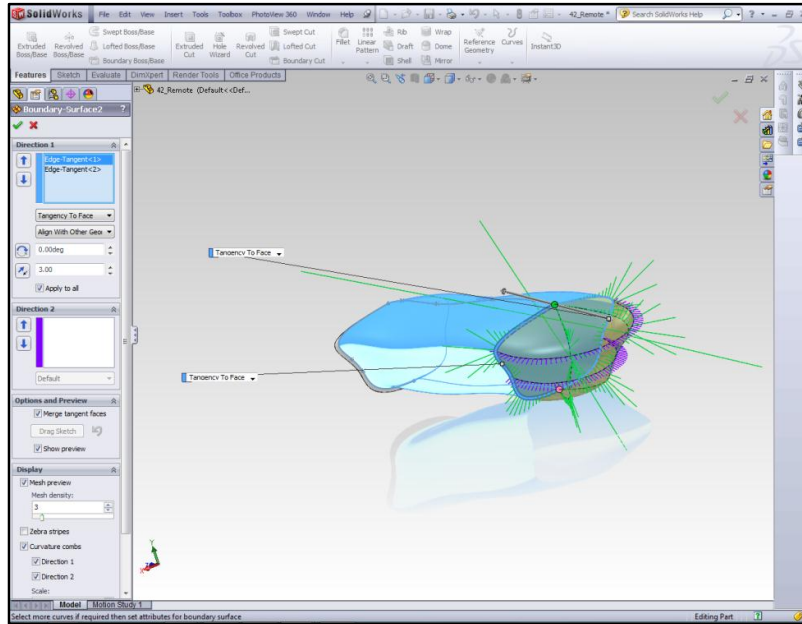 SolidWorks File Edit View Insert Tools Toolbox PhotoView 360 Window Help 42_Remote * Search SolidWorks Help
Extruded Boss/Base Revolved Boss/Base Swept Boss/Base Lofted Boss/Base Boundary Boss/Base Extruded Cut Hole Wizard Revolved Cut Swept Cut Lofted Cut Boundary Cut Fillet Linear Pattern Rib Draft Shell Wrap Dome Mirror Reference Geometry Curves Instant3D
Features Sketch Evaluate DimXpert Render Tools Office Products
42_Remote (Default<<Def...
Boundary-Surface2 ?
Direction 1
Edge-Tangent<1>
Edge-Tangent<2>
Tangency To Face
Align With Other Geor
0.00deg
3.00
Apply to all
Direction 2
Default
Options and Preview
Merge tangent faces
Drag Sketch
Show preview
Display
Mesh preview
Mesh density:
3
Zebra stripes
Curvature combs
Direction 1
Direction 2
Scale:
Tangency To Face
Tangency To Face
Y
Model Motion Study 1
Select more curves if required then set attributes for boundary surface Editing Part